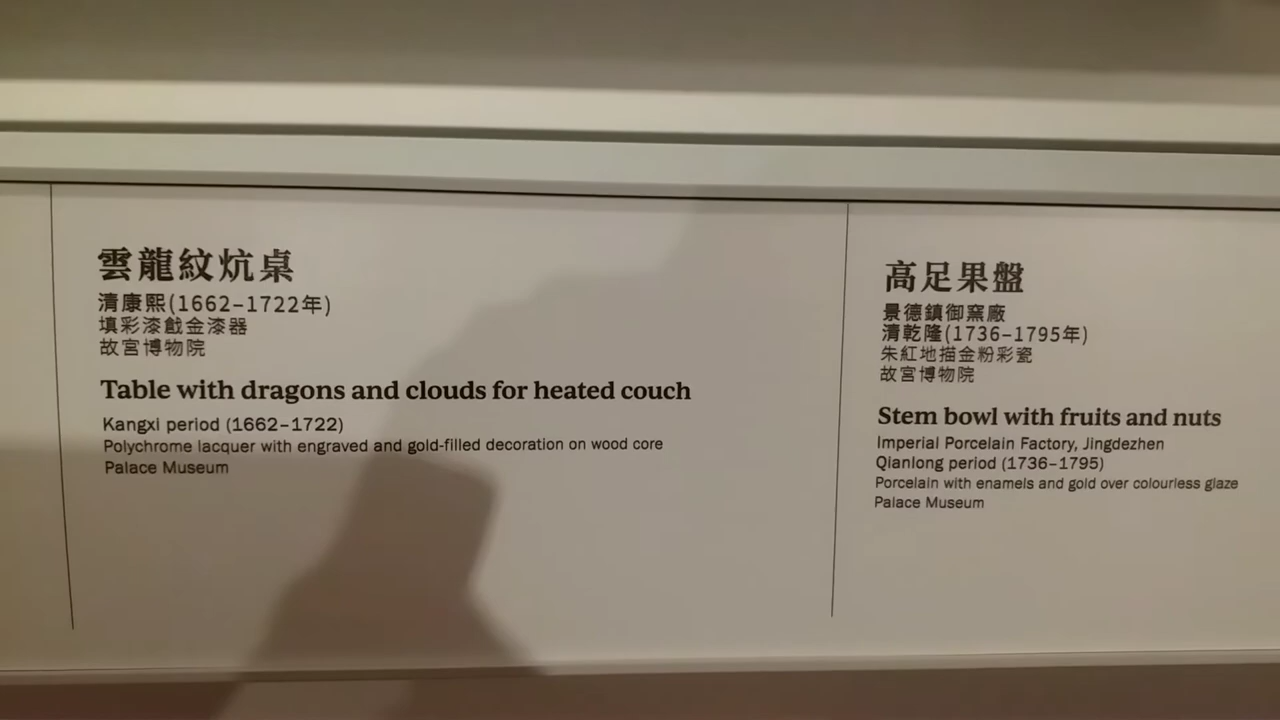 雲龍紋炕桌
清康熙(1662–1722年)
填彩漆戧金漆器
故宮博物院
Table with dragons and clouds for heated couch
Kangxi period (1662–1722)
Polychrome lacquer with engraved and gold-filled decoration on wood core
Palace Museum
高足果盤
景德鎮御窯廠
清乾隆(1736–1795年)
朱紅地描金粉彩瓷
故宮博物院
Stem bowl with fruits and nuts
Imperial Porcelain Factory, Jingdezhen
Qianlong period (1736–1795)
Porcelain with enamels and gold over colourless glaze
Palace Museum